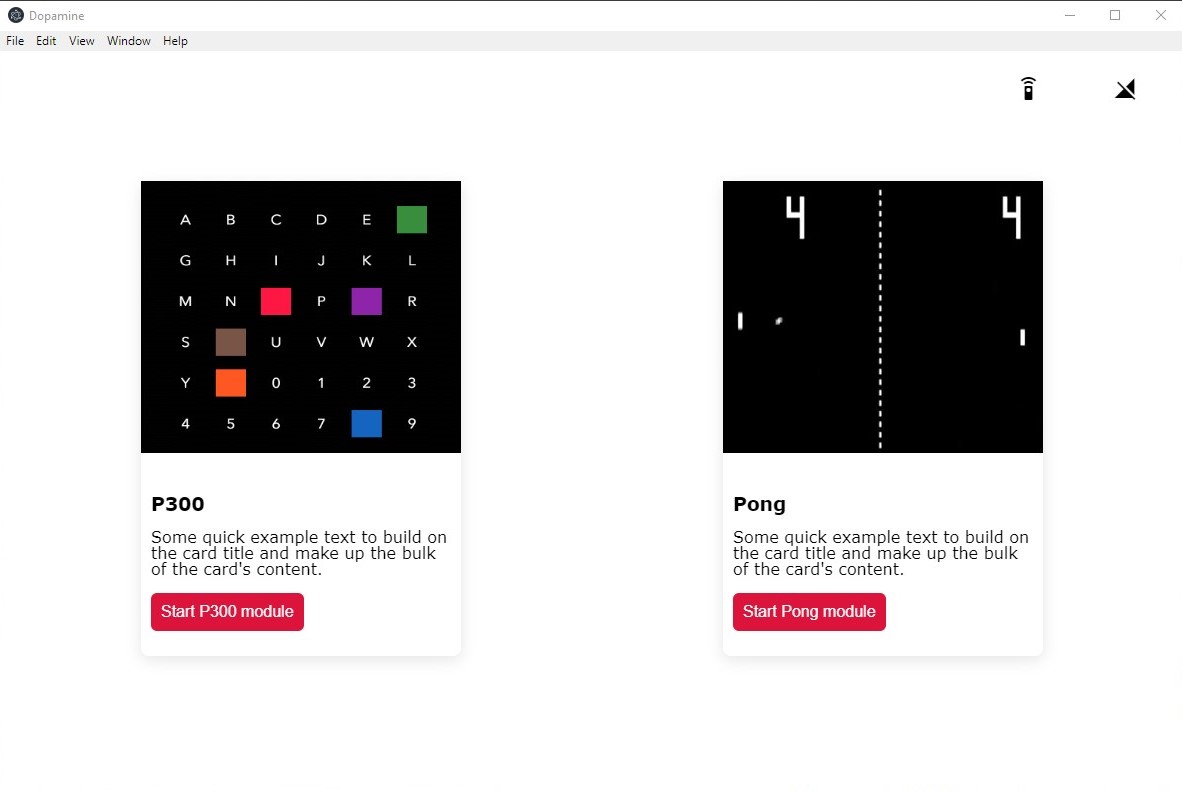 Dopamine
File Edit View Window Help
A B C D E
G H I J K L
M N P R
S U V W X
Y 0 1 2 3
4 5 6 7 9
4 4
P300
Some quick example text to build on
the card title and make up the bulk
of the card's content.
Start P300 module
Pong
Some quick example text to build on
the card title and make up the bulk
of the card's content.
Start Pong module